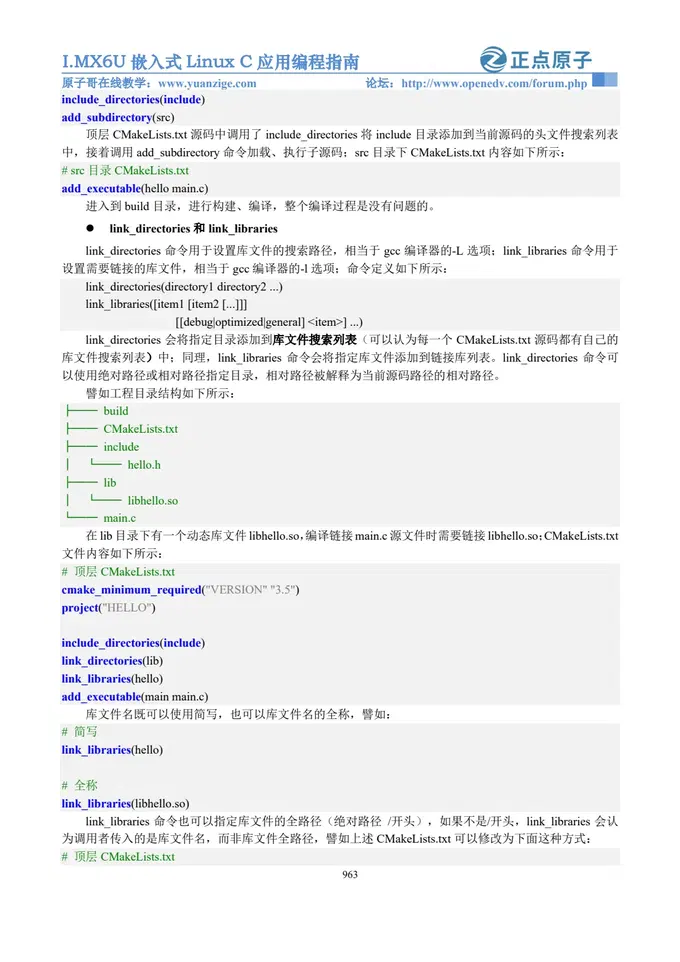 I.MX6U 嵌入式 Linux C 应用编程指南
正点原子
原子哥在线教学：www.yuanzige.com
论坛：http://www.openedv.com/forum.php
include_directories(include)
add_subdirectory(src)
顶层 CMakeLists.txt 源码中调用了 include_directories 将 include 目录添加到当前源码的头文件搜索列表
中，接着调用 add_subdirectory 命令加载、执行子源码；src 目录下 CMakeLists.txt 内容如下所示：
# src 目录 CMakeLists.txt
add_executable(hello main.c)
进入到 build 目录，进行构建、编译，整个编译过程是没有问题的。
● link_directories 和 link_libraries
link_directories 命令用于设置库文件的搜索路径，相当于 gcc 编译器的-L 选项；link_libraries 命令用于
设置需要链接的库文件，相当于 gcc 编译器的-l 选项；命令定义如下所示：
link_directories(directory1 directory2 ...)
link_libraries([item1 [item2 [...]]]
[[debug|optimized|general] <item>] ...)
link_directories 会将指定目录添加到库文件搜索列表（可以认为每一个 CMakeLists.txt 源码都有自己的
库文件搜索列表）中；同理，link_libraries 命令会将指定库文件添加到链接库列表。link_directories 命令可
以使用绝对路径或相对路径指定目录，相对路径被解释为当前源码路径的相对路径。
譬如工程目录结构如下所示：
├── build
├── CMakeLists.txt
├── include
│ └── hello.h
├── lib
│ └── libhello.so
└── main.c
在 lib 目录下有一个动态库文件 libhello.so，编译链接 main.c 源文件时需要链接 libhello.so；CMakeLists.txt
文件内容如下所示：
# 顶层 CMakeLists.txt
cmake_minimum_required("VERSION" "3.5")
project("HELLO")
include_directories(include)
link_directories(lib)
link_libraries(hello)
add_executable(main main.c)
库文件名既可以使用简写，也可以库文件名的全称，譬如：
# 简写
link_libraries(hello)
# 全称
link_libraries(libhello.so)
link_libraries 命令也可以指定库文件的全路径（绝对路径 /开头），如果不是/开头，link_libraries 会认
为调用者传入的是库文件名，而非库文件全路径，譬如上述 CMakeLists.txt 可以修改为下面这种方式：
# 顶层 CMakeLists.txt
963